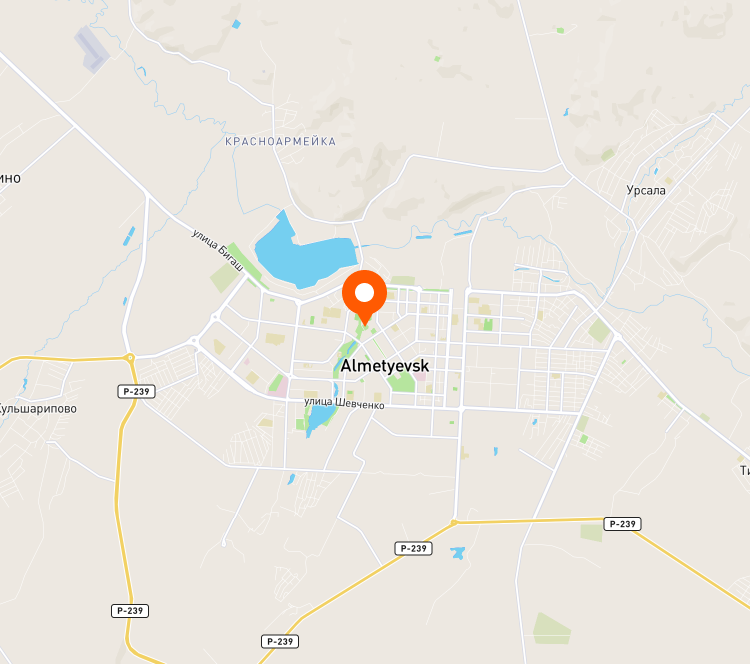 КРАСНОАРМЕЙКА
ино
Урсала
улица Бигаш
Almetyevsk
Р-239
Кульшарипово
улица Шевченко
Ти
Р-239
Р-239
Р-239
Р-239